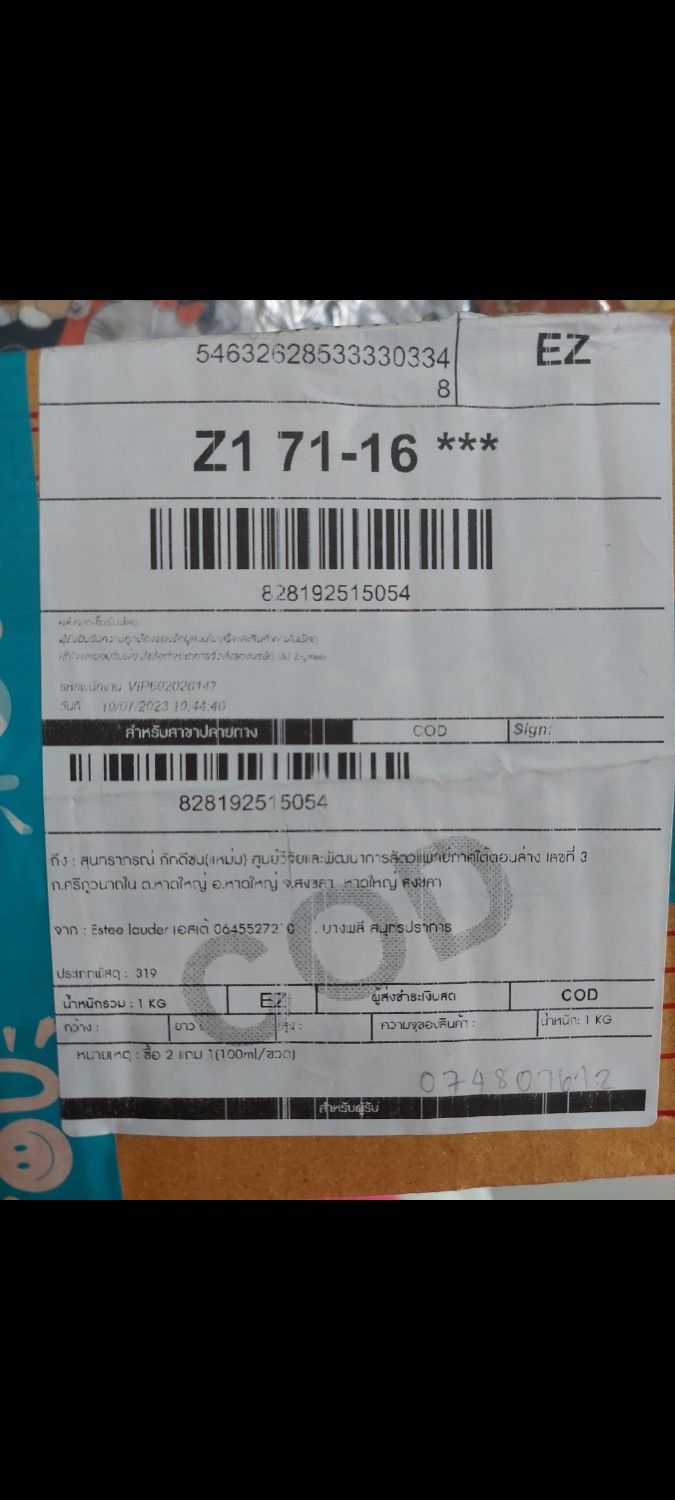 54632628533330334
8
EZ
Z1 71-16 ***
828192515054
รหัสพนักงาน VIP602026147
วันที่ 10/07/2023 19:44:40
สำหรับสาขาปลายทาง COD Sign:
828192515054
ถึง : สุนทราภรณ์ ภักดีชน(แหม่ม) ศูนย์วิจัยและพัฒนาการสัตวแพทย์ภาคใต้ตอนล่าง เลขที่ 3
ต.หาดใหญ่ อ.หาดใหญ่ จ.สงขลา หาดใหญ่ สงขลา
จาก : Estee lauder เอสเต้ บางพลี สมุทรปราการ
COD
ประเภทพัสดุ : 319
น้ำหนักรวม : 1 KG EZ ผู้ส่งชำระเงินสด COD
กว้าง : ยาว : สูง : ความจุของสินค้า : น้ำหนัก: 1 KG
หมายเหตุ : ซื้อ 2 แถม 1(100ml/ขวด)
074807612
สำหรับผู้รับ